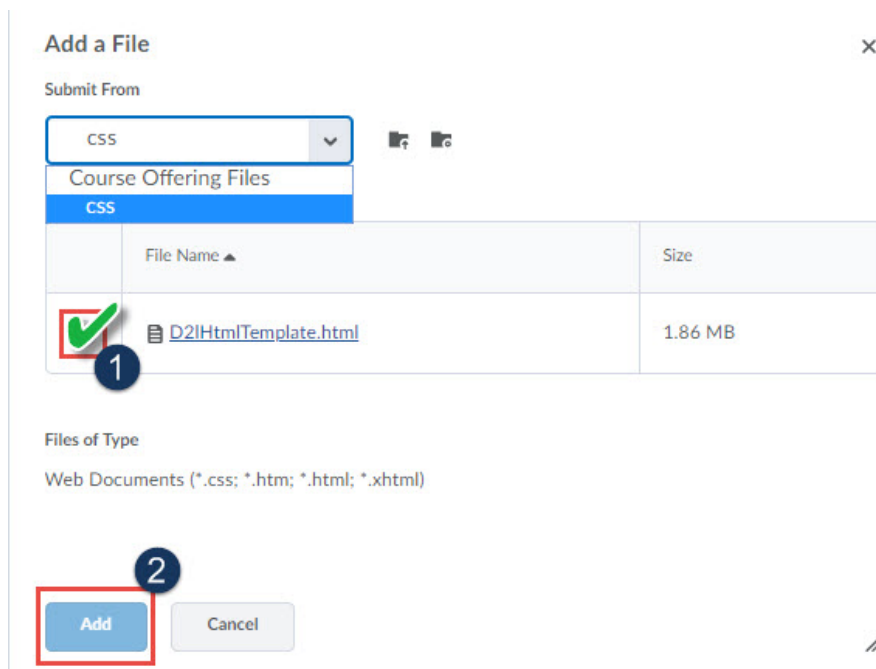 Add a File
Submit From
css
Course Offering Files
css
File Name Size
D2lHtmlTemplate.html 1.86 MB
1
Files of Type
Web Documents (*.css; *.htm; *.html; *.xhtml)
2
Add Cancel